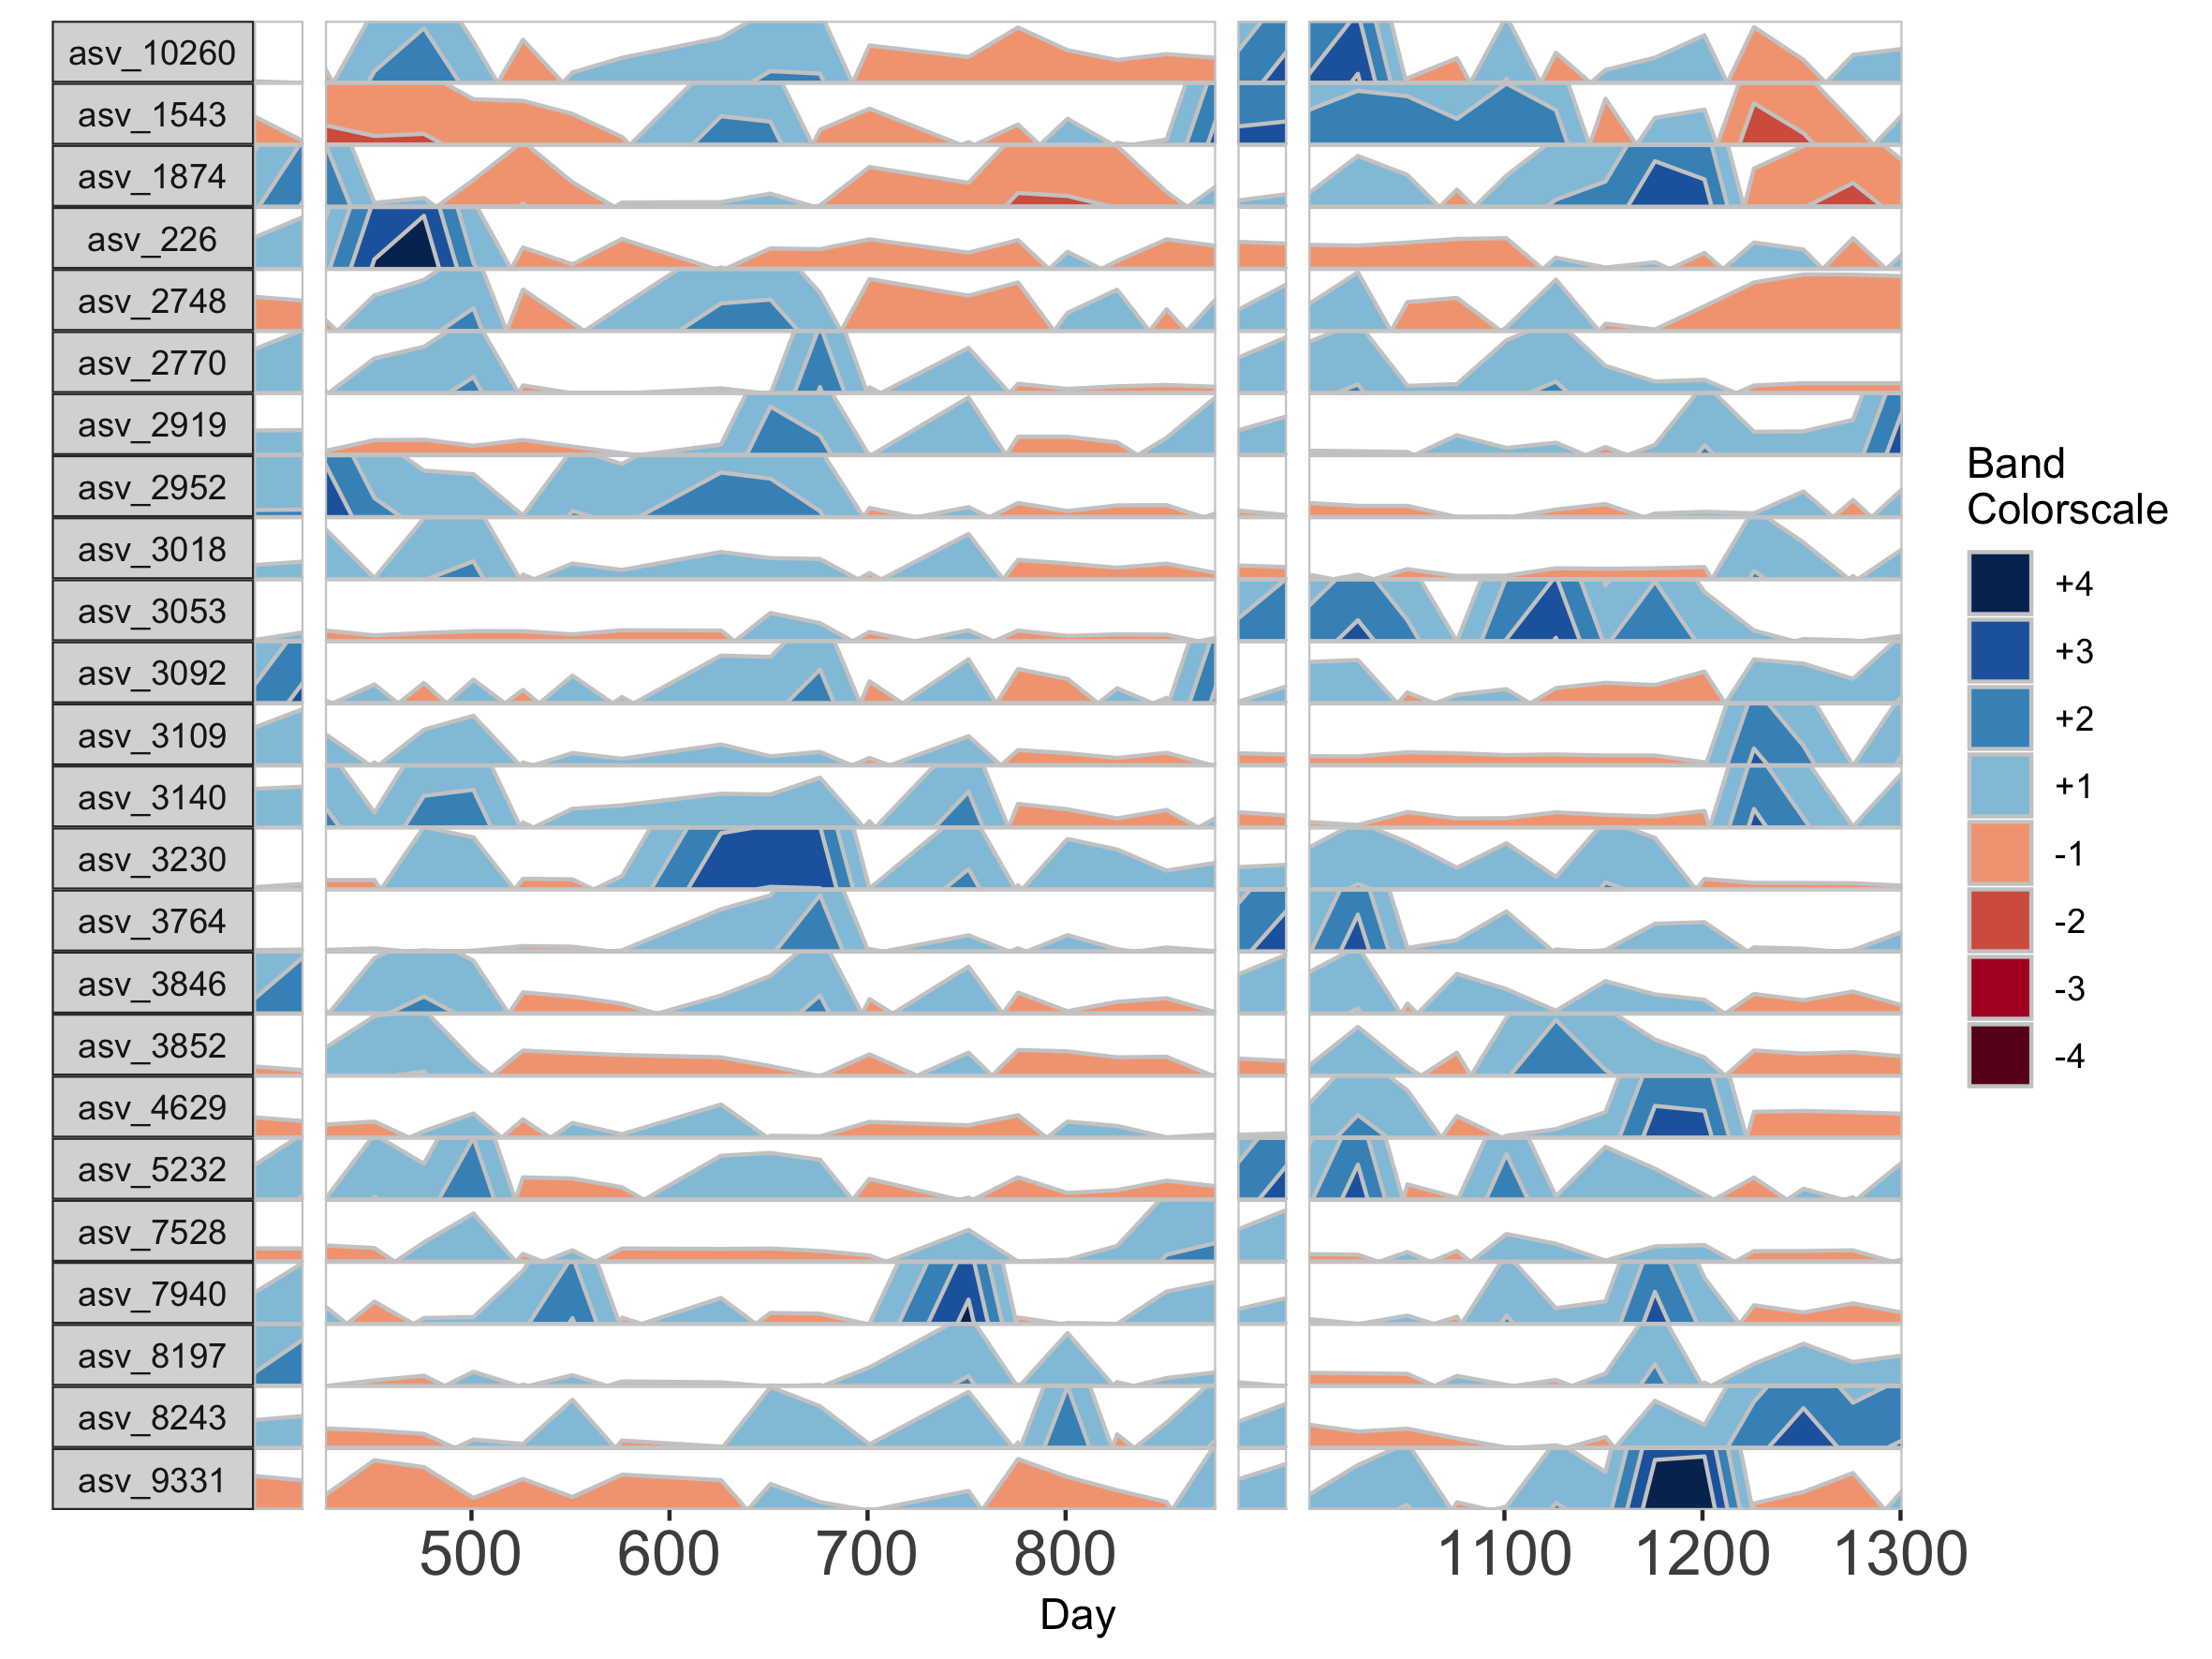 asv_10260
asv_1543
asv_1874
asv_226
asv_2748
asv_2770
asv_2919
asv_2952
asv_3018
asv_3053
asv_3092
asv_3109
asv_3140
asv_3230
asv_3764
asv_3846
asv_3852
asv_4629
asv_5232
asv_7528
asv_7940
asv_8197
asv_8243
asv_9331
500 600 700 800 1100 1200 1300
Day
Band
Colorscale
+4
+3
+2
+1
-1
-2
-3
-4